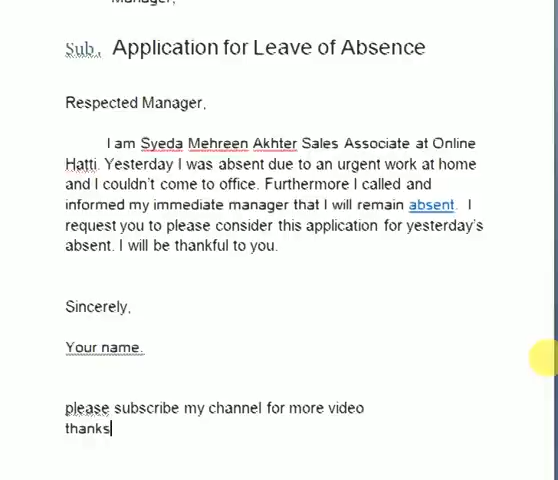 Manager,
Sub. Application for Leave of Absence
Respected Manager,
I am Syeda Mehreen Akhter Sales Associate at Online
Hatti. Yesterday I was absent due to an urgent work at home
and I couldn't come to office. Furthermore I called and
informed my immediate manager that I will remain absent. I
request you to please consider this application for yesterday's
absent. I will be thankful to you.
Sincerely,
Your name.
please subscribe my channel for more video
thanks